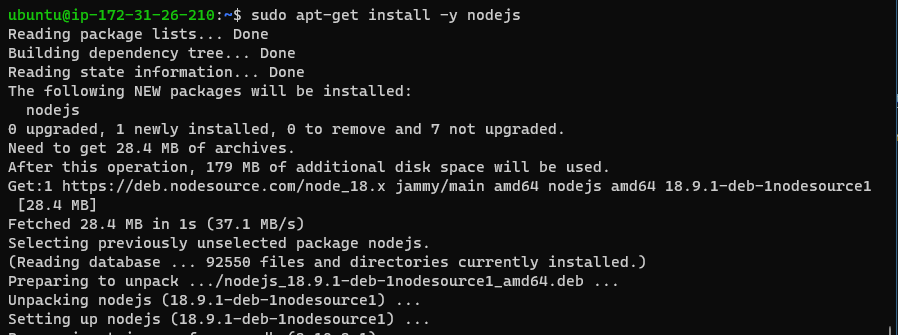 ubuntu@ip-172-31-26-210:~$ sudo apt-get install -y nodejs
Reading package lists... Done
Building dependency tree... Done
Reading state information... Done
The following NEW packages will be installed:
  nodejs
0 upgraded, 1 newly installed, 0 to remove and 7 not upgraded.
Need to get 28.4 MB of archives.
After this operation, 179 MB of additional disk space will be used.
Get:1 https://deb.nodesource.com/node_18.x jammy/main amd64 nodejs amd64 18.9.1-deb-1nodesource1
 [28.4 MB]
Fetched 28.4 MB in 1s (37.1 MB/s)
Selecting previously unselected package nodejs.
(Reading database ... 92550 files and directories currently installed.)
Preparing to unpack .../nodejs_18.9.1-deb-1nodesource1_amd64.deb ...
Unpacking nodejs (18.9.1-deb-1nodesource1) ...
Setting up nodejs (18.9.1-deb-1nodesource1) ...